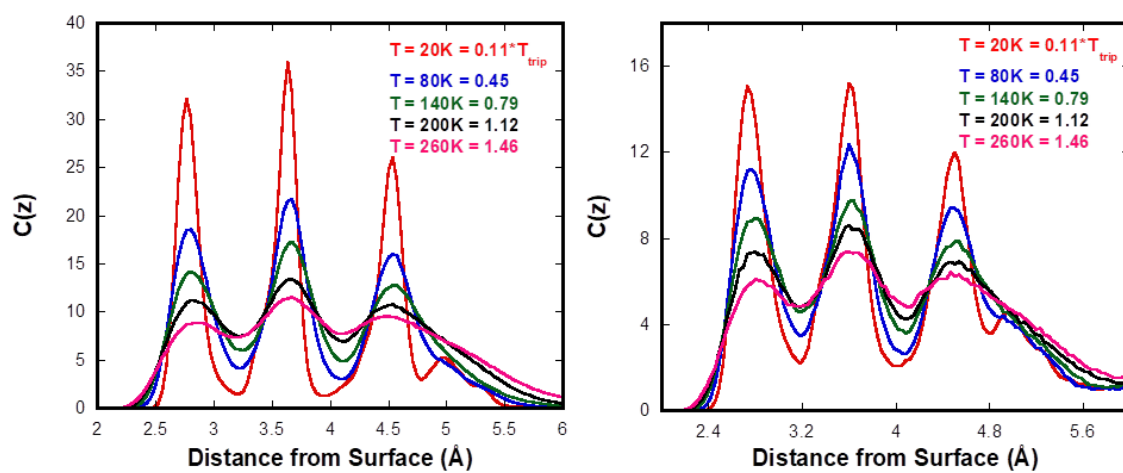 40
35
30
25
20
15
10
5
0
C(z)
T = 20K = 0.11*T_trip
T = 80K = 0.45
T = 140K = 0.79
T = 200K = 1.12
T = 260K = 1.46
2 2.5 3 3.5 4 4.5 5 5.5 6
Distance from Surface (Å)
16
12
8
4
0
C(z)
T = 20K = 0.11*T_trip
T = 80K = 0.45
T = 140K = 0.79
T = 200K = 1.12
T = 260K = 1.46
2.4 3.2 4 4.8 5.6
Distance from Surface (Å)